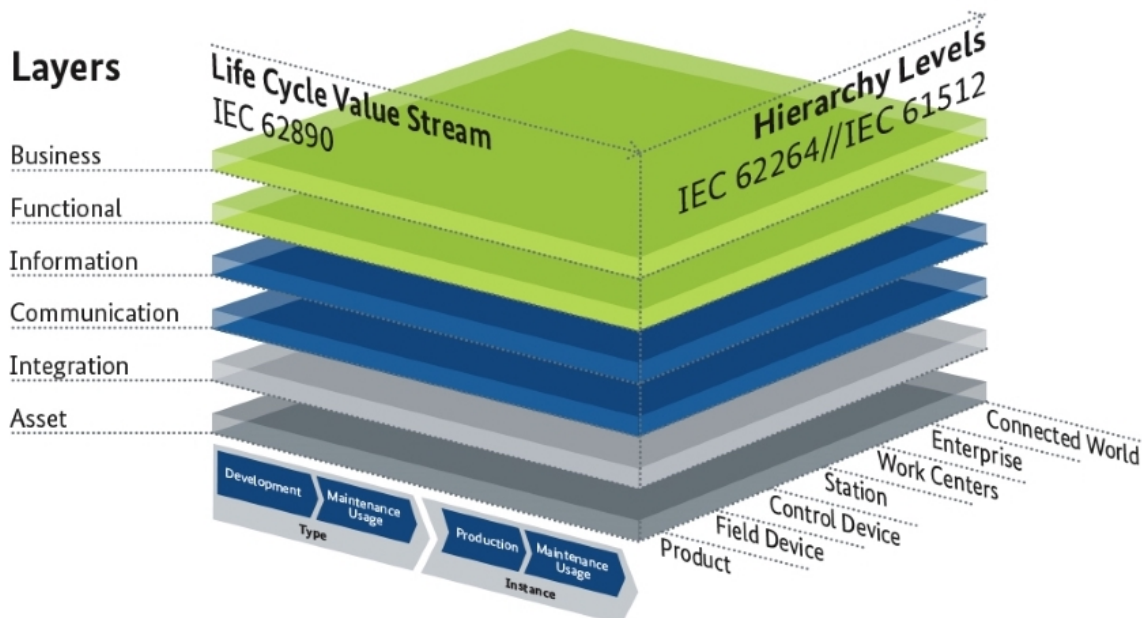 Layers
Life Cycle Value Stream
IEC 62890
Hierarchy Levels
IEC 62264//IEC 61512
Business
Functional
Information
Communication
Integration
Asset
Development
Maintenance
Usage
Type
Production
Maintenance
Usage
Instance
Connected World
Enterprise
Work Centers
Station
Control Device
Field Device
Product